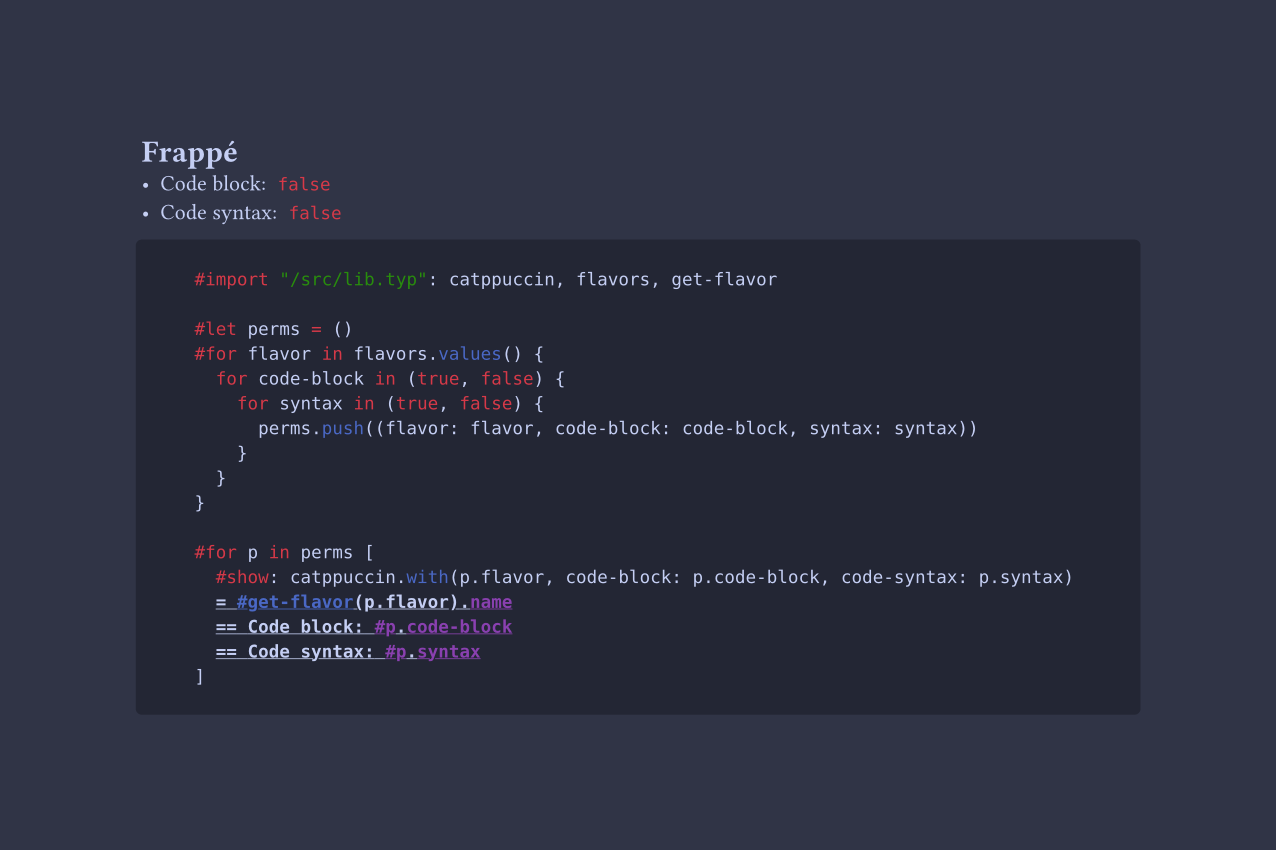 Frappé
• Code block: false
• Code syntax: false
#import "/src/lib.typ": catppuccin, flavors, get-flavor
#let perms = ()
#for flavor in flavors.values() {
  for code-block in (true, false) {
    for syntax in (true, false) {
      perms.push((flavor: flavor, code-block: code-block, syntax: syntax))
    }
  }
}
#for p in perms [
  #show: catppuccin.with(p.flavor, code-block: p.code-block, code-syntax: p.syntax)
  = #get-flavor(p.flavor).name
  == Code block: #p.code-block
  == Code syntax: #p.syntax
]